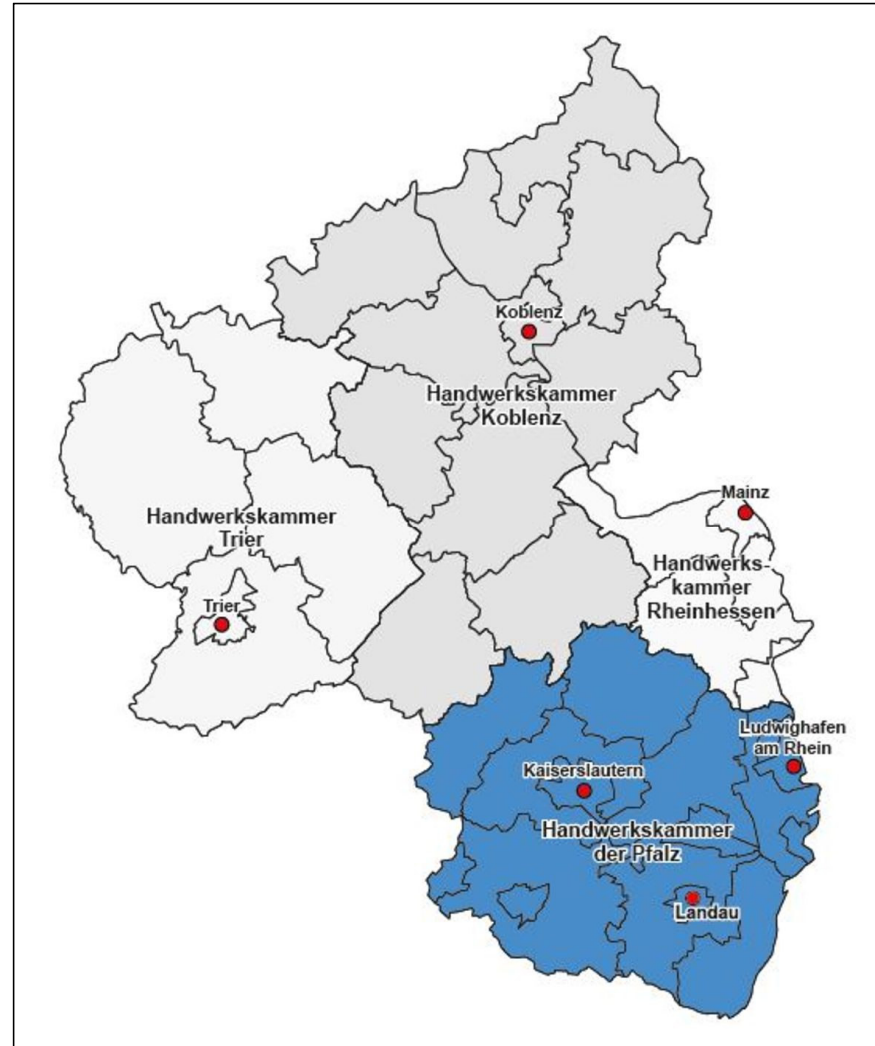 Koblenz
Handwerkskammer
Koblenz
Mainz
Handwerkskammer
Trier
Handwerks-
kammer
Rheinhessen
Trier
Ludwighafen
am Rhein
Kaiserslautern
Handwerkskammer
der Pfalz
Landau